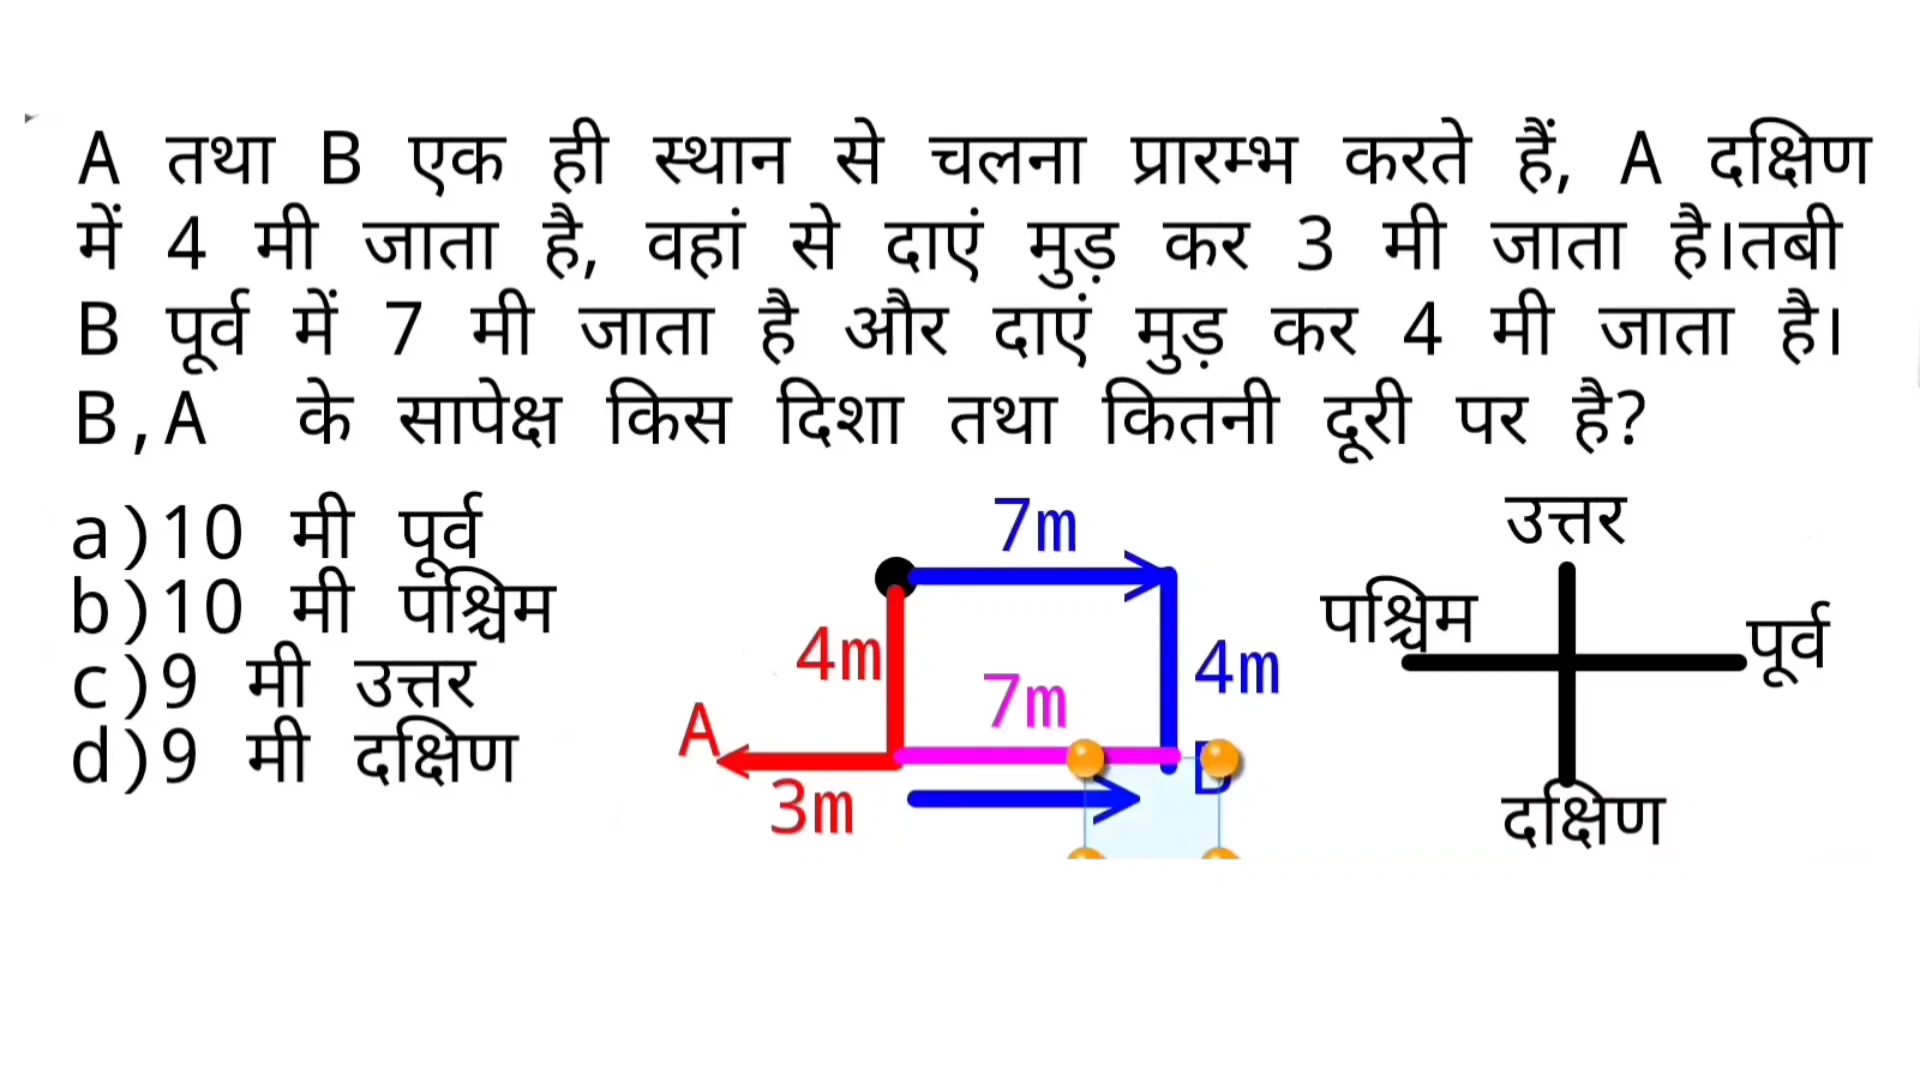 A तथा B एक ही स्थान से चलना प्रारम्भ करते हैं, A दक्षिण
में 4 मी जाता है, वहां से दाएं मुड़ कर 3 मी जाता है।तबी
B पूर्व में 7 मी जाता है और दाएं मुड़ कर 4 मी जाता है।
B,A के सापेक्ष किस दिशा तथा कितनी दूरी पर है?
a)10 मी पूर्व
b)10 मी पश्चिम
c)9 मी उत्तर
d)9 मी दक्षिण
7m
4m
4m
7m
A
B
3m
उत्तर
पश्चिम
पूर्व
दक्षिण